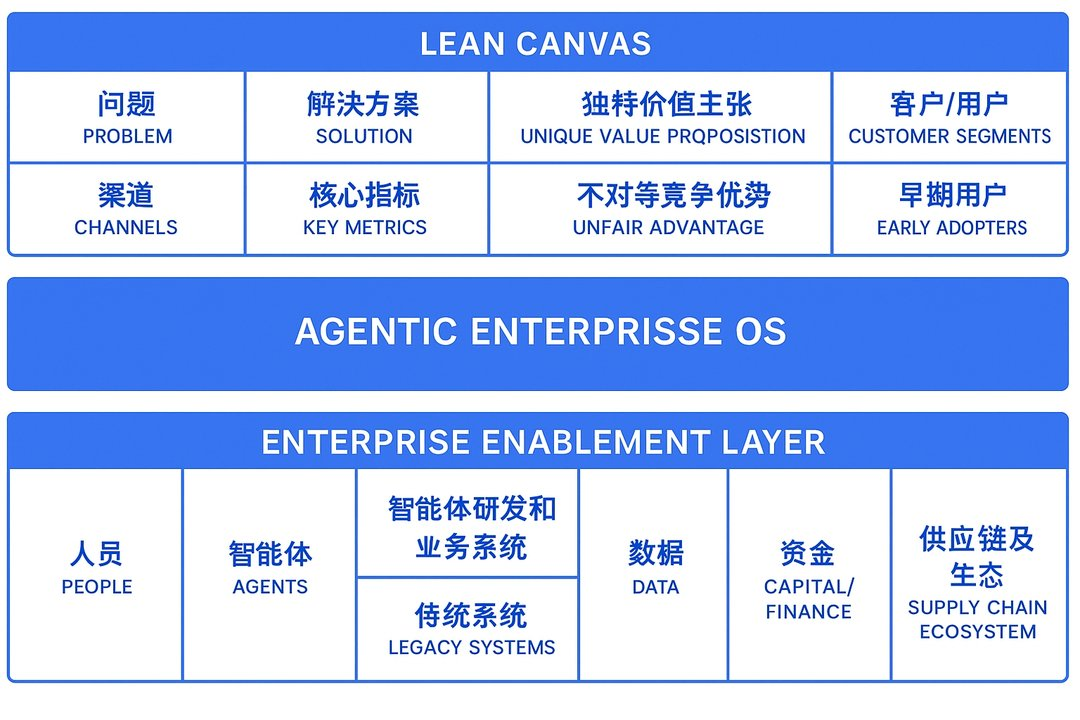 LEAN CANVAS
问题
PROBLEM
解决方案
SOLUTION
独特价值主张
UNIQUE VALUE PRQPOSISTION
客户/用户
CUSTOMER SEGMENTS
渠道
CHANNELS
核心指标
KEY METRICS
不对等竞争优势
UNFAIR ADVANTAGE
早期用户
EARLY ADOPTERS
AGENTIC ENTERPRISSE OS
ENTERPRISE ENABLEMENT LAYER
人员
PEOPLE
智能体
AGENTS
智能体研发和
业务系统
侍统系统
LEGACY SYSTEMS
数据
DATA
资金
CAPITAL/
FINANCE
供应链及
生态
SUPPLY CHAIN
ECOSYSTEM